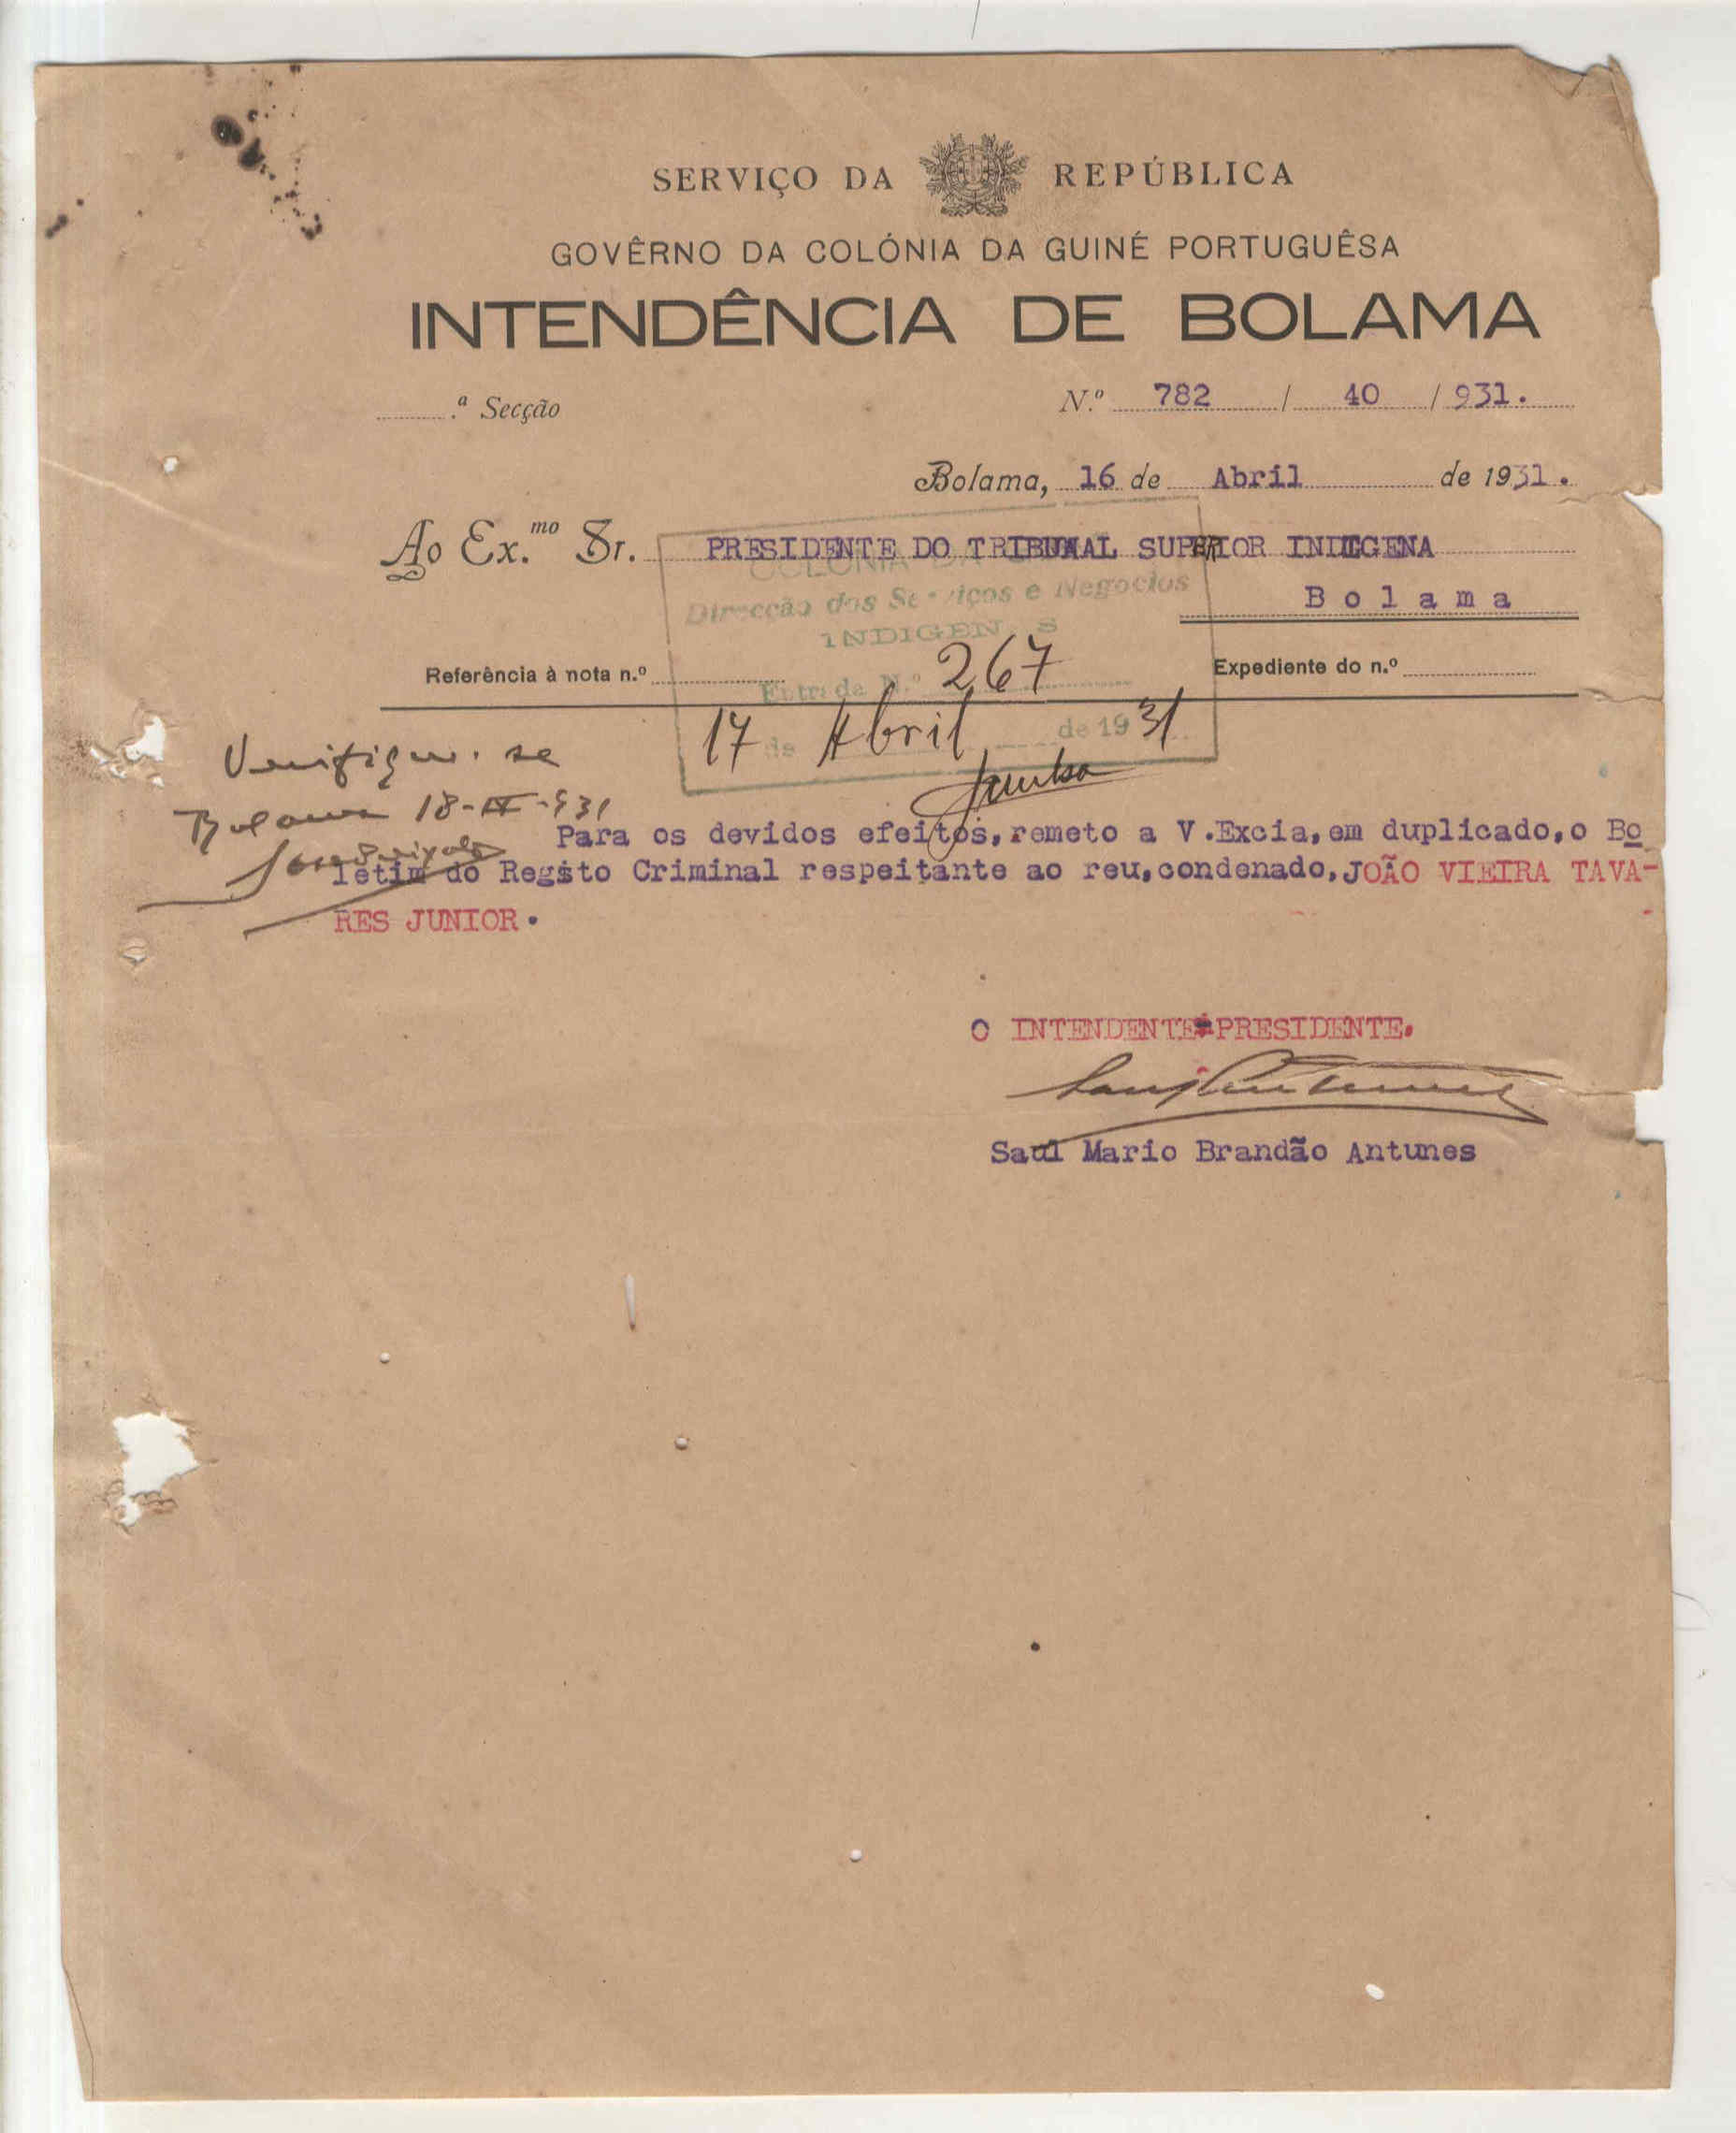 SERVIÇO DA REPÚBLICA
GOVÊRNO DA COLÓNIA DA GUINÉ PORTUGUÊSA
INTENDÊNCIA DE BOLAMA
.ª Secção
N.º 782 / 40 / 931.
Bolama, 16 de Abril de 1931.
Ao Ex.mo Sr. PRESIDENTE DO TRIBUNAL SUPERIOR INDIGENA
Bolama
COLONIA DA
Direcção dos Serviços e Negocios
INDIGENAS
Entrada N.º 267
17 de Abril de 1931
Referência à nota n.º
Expediente do n.º
Verifique-se
Bolama 18-IV-931
Para os devidos efeitos, remeto a V.Excia, em duplicado, o Bo
letim do Regsto Criminal respeitante ao reu, condenado, JOÃO VIEIRA TAVA-
RES JUNIOR.
O INTENDENTE-PRESIDENTE.
Saul Mario Brandão Antunes